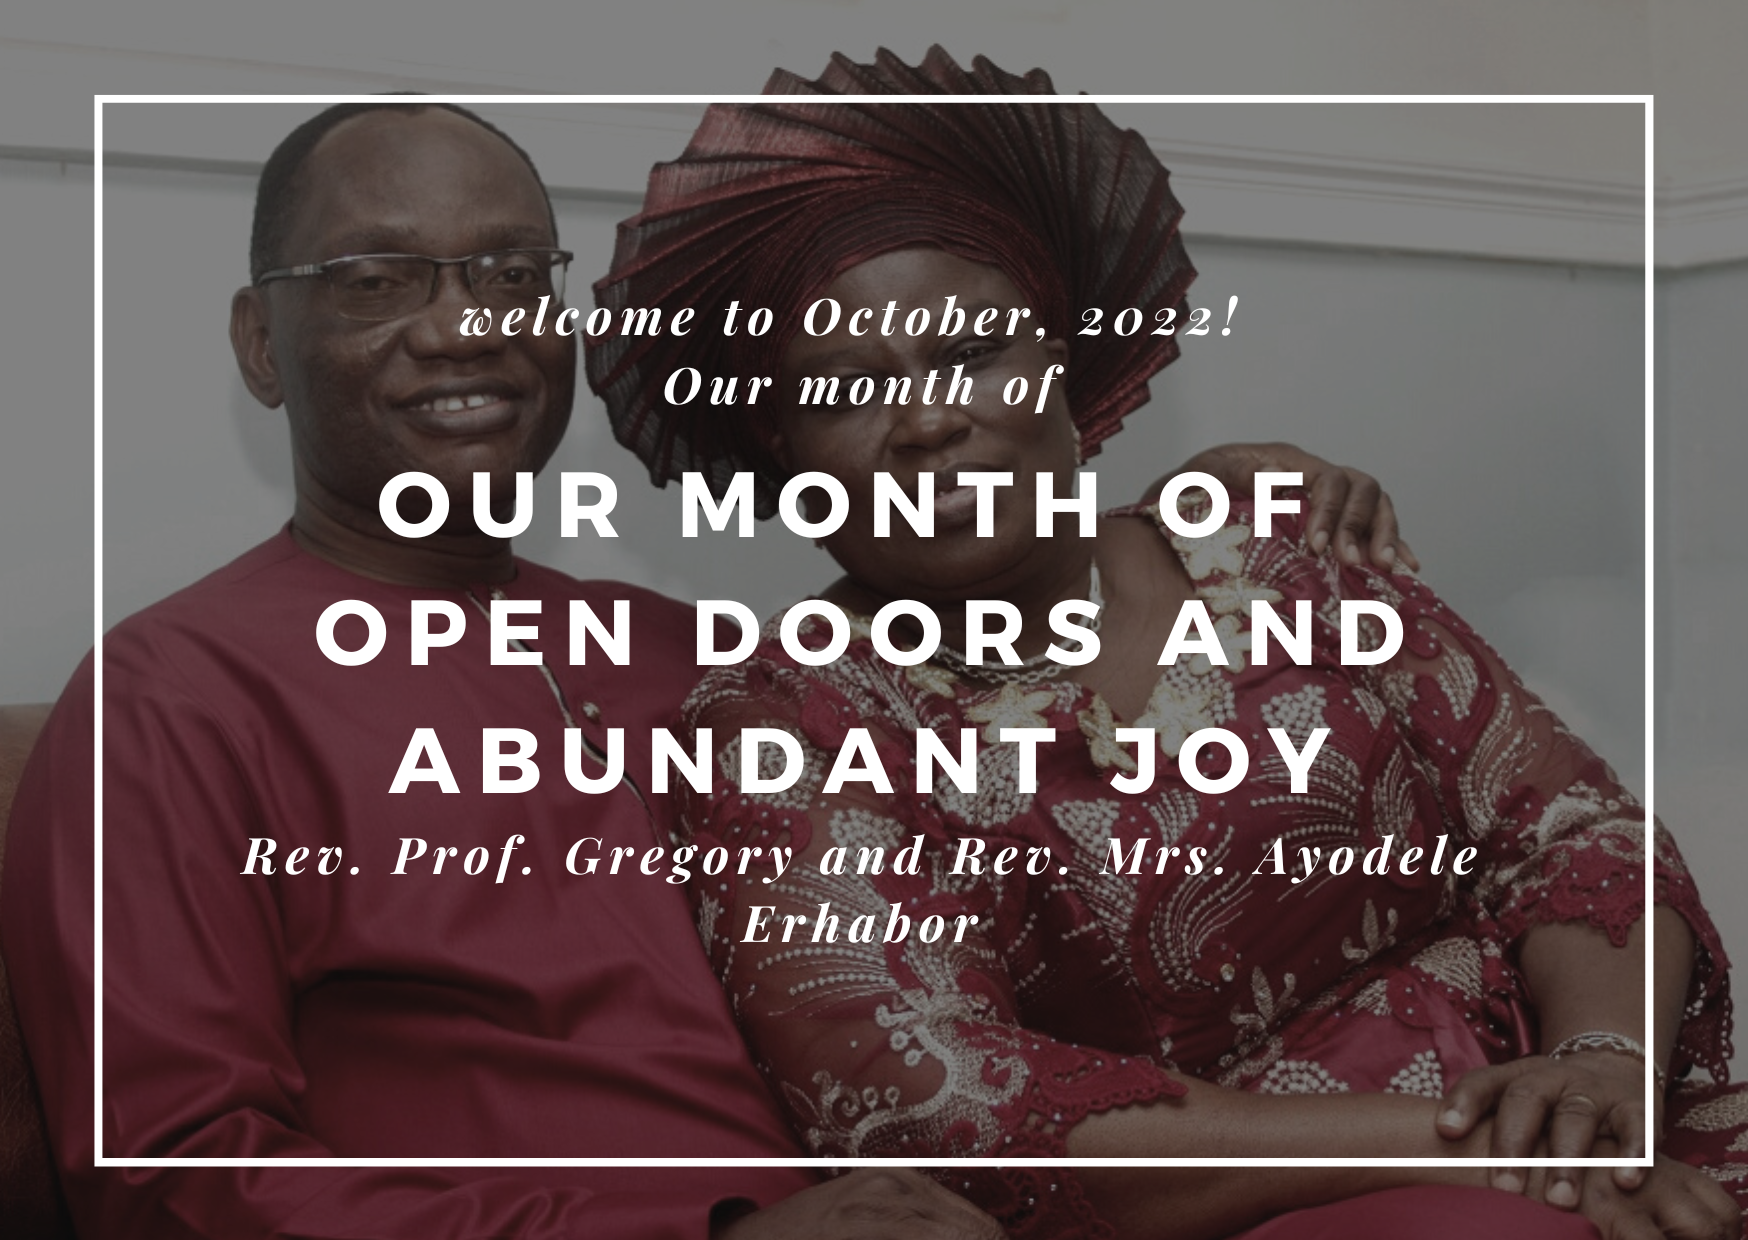 welcome to October, 2022!
Our month of
OUR MONTH OF
OPEN DOORS AND
ABUNDANT JOY
Rev. Prof. Gregory and Rev. Mrs. Ayodele
Erhabor